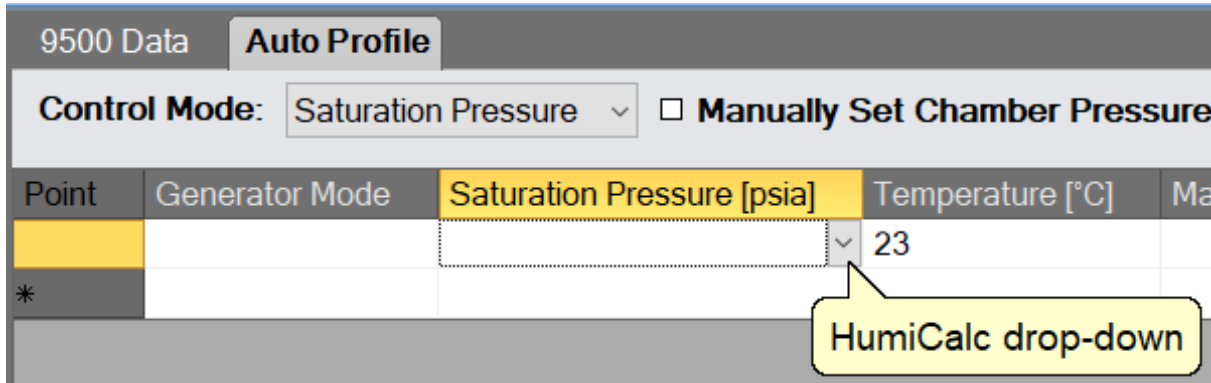 9500 Data Auto Profile
Control Mode: Saturation Pressure Manually Set Chamber Pressure
Point Generator Mode Saturation Pressure [psia] Temperature [°C] Ma
23
*
HumiCalc drop-down